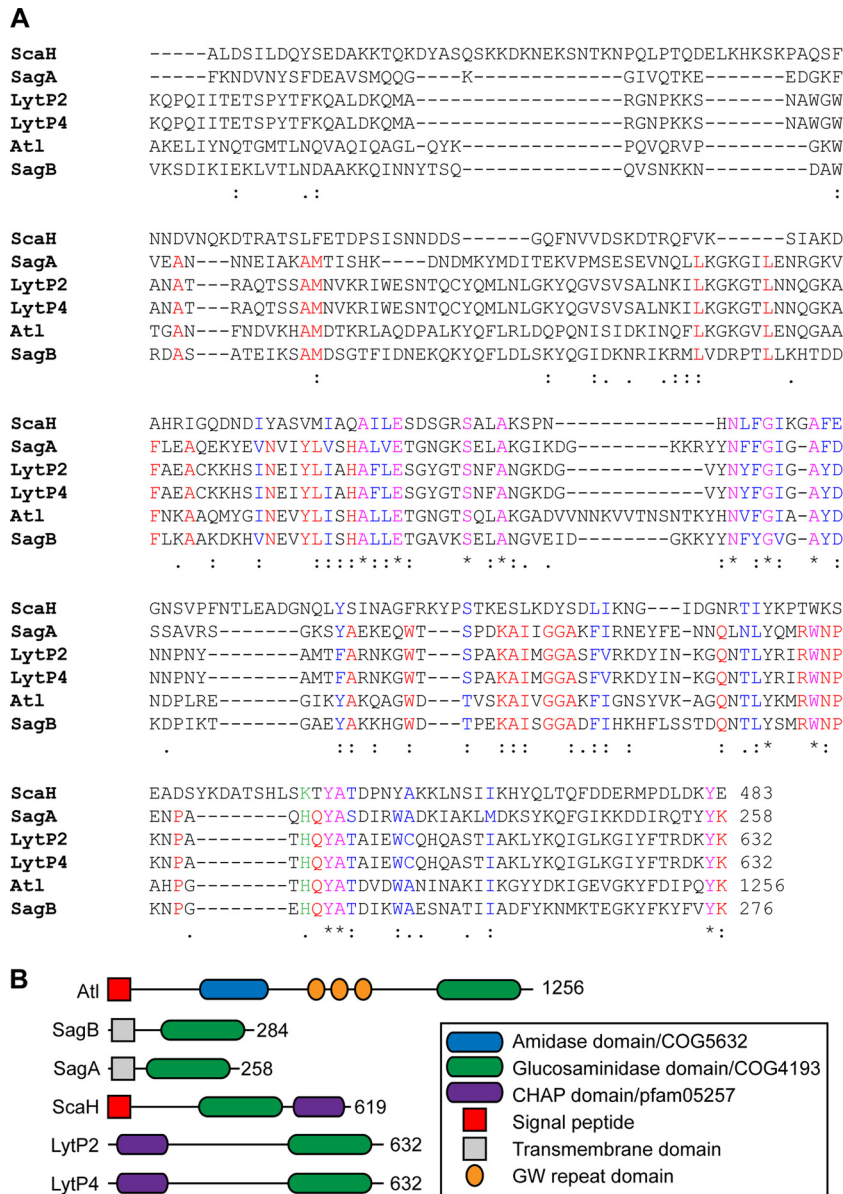 A
ScaH -----ALDSILDQYSEDAKKTQKDYASQSKKDKNEKSNTKNPQLPTQDELKHKSKPAQSF
SagA -----FKNDVNYSFDEAVSMQQG----K-------------GIVQTKE-----EDGKF
LytP2 KQPQIITETSPYTFKQALDKQMA------------------RGNPKKS-----NAWGW
LytP4 KQPQIITETSPYTFKQALDKQMA------------------RGNPKKS-----NAWGW
Atl AKELIYNQTGMTLNQVAQIQAGL-QYK--------------PQVQRVP-------GKW
SagB VKSDIKIEKLVTLNDAAKKQINNYTSQ--------------QVSNKKN------DAW
: .: :
ScaH NNDVNQKDTRATSLFETDPSISNNDDS------GQFNVVDSKDTRQFVK------SIAKD
SagA VEAN---NNEIAKAMTISHK----DNDMKYMDITEKVPMSESEVNQLLKGKGILENRGKV
LytP2 ANAT---RAQTSSAMNVKRIWESNTQCYQMLNLGKYQGVSVSALNKILKGKGTLNNQGKA
LytP4 ANAT---RAQTSSAMNVKRIWESNTQCYQMLNLGKYQGVSVSALNKILKGKGTLNNQGKA
Atl TGAN---FNDVKHAMDTKRLAQDPALKYQFLRLDQPQNISIDKINQFLKGKGVLENQGAA
SagB RDAS---ATEIKSAMDSGTFIDNEKQKYQFLDLSKYQGIDKNRIKRMLVDRPTLLKHTDD
: : :. . .::: .
ScaH AHRIGQDNDIYASVMIAQAILESDSGRSALAKSPN------------HNLFGIKGAFE
SagA FLEAQEKYEVNVIYLVSHALVETGNGKSELAKGIKDG--------KKRYYNFFGIG-AFD
LytP2 FAEACKKHSINEIYLIAHAFLESGYGTSNFANGKDG-----------VYNYFGIG-AFD
LytP4 FAEACKKHSINEIYLIAHAFLESGYGTSNFANGKDG-----------VYNYFGIG-AFD
Atl FNKAAQMYGINEVYLISHALLETGNGTSQLAKGADVVNNKVVTNSNTKYHNVFGIA-AYD
SagB FLKAAKDKHVNEVYLISHALLETGAVKSELANGVEID--------GKKYYNFYGVG-AYD
. : : ::::*::*: * : *: :* *:*: *::
ScaH GNSVPFNTLEADGNQLYSINAGFRKYPSTKESLKDYSDLIKNG---IDGNRTIYKPTWKS
SagA SSAVRS-------GKSYAEKEQWT---SPDKAIIGGAKFIRNEYFE-NNQLNLYQMRWNP
LytP2 NNPNY--------AMTFARNKGWT---SPAKAIMGGASFVRKDYIN-KGQNTLYRIRWNP
LytP4 NNPNY--------AMTFARNKGWT---SPAKAIMGGASFVRKDYIN-KGQNTLYRIRWNP
Atl NDPLRE-------GIKYAKQAGWD---TVSKAIVGGAKFIGNSYVK-AGQNTLYKMRWNP
SagB KDPIKT-------GAEYAKKHGWD---TPEKAISGGADFIHKHFLSSTDQNTLYSMRWNP
. :: : : : ::: ::: : : .:* *:
ScaH EADSYKDATSHLSKTYATDPNYAKKLNSIIKHYQLTQFDDERMPDLDKYE 483
SagA ENPA--------QHQYASDIRWADKIAKLMDKSYKQFGIKKDDIRQTYYK 258
LytP2 KNPA--------THQYATAIEWCQHQASTIAKLYKQIGLKGIYFTRDKYK 632
LytP4 KNPA--------THQYATAIEWCQHQASTIAKLYKQIGLKGIYFTRDKYK 632
Atl AHPG--------THQYATDVDWANINAKIIKGYYDKIGEVGKYFDIPQYK 1256
SagB KNPG--------EHQYATDIKWAESNATIIADFYKNMKTEGKYFKYFVYK 276
. . **: :.. . : *:
B
Atl 1256
SagB 284
SagA 258
ScaH 619
LytP2 632
LytP4 632
Amidase domain/COG5632
Glucosaminidase domain/COG4193
CHAP domain/pfam05257
Signal peptide
Transmembrane domain
GW repeat domain